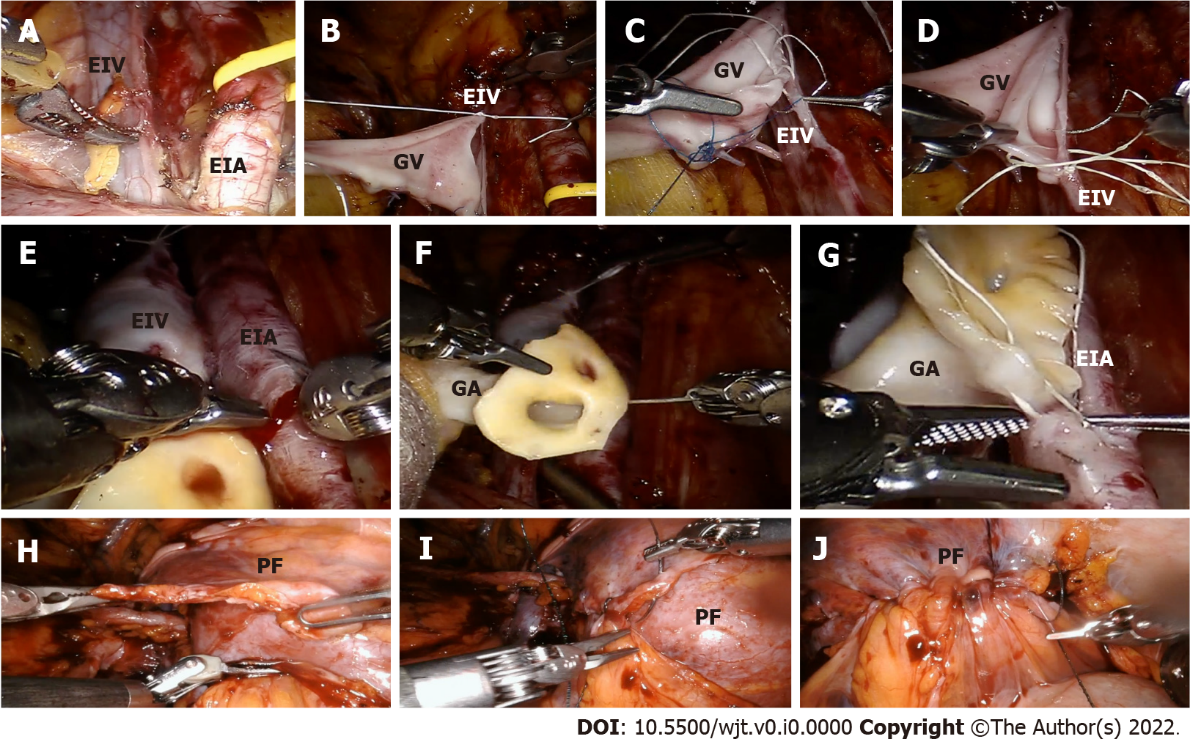 A
EIV
EIA
B
EIV
GV
C
GV
EIV
D
GV
EIV
E
EIV
EIA
F
GA
G
GA
EIA
H
PF
I
PF
J
PF
DOI: 10.5500/wjt.v0.i0.0000 Copyright ©The Author(s) 2022.